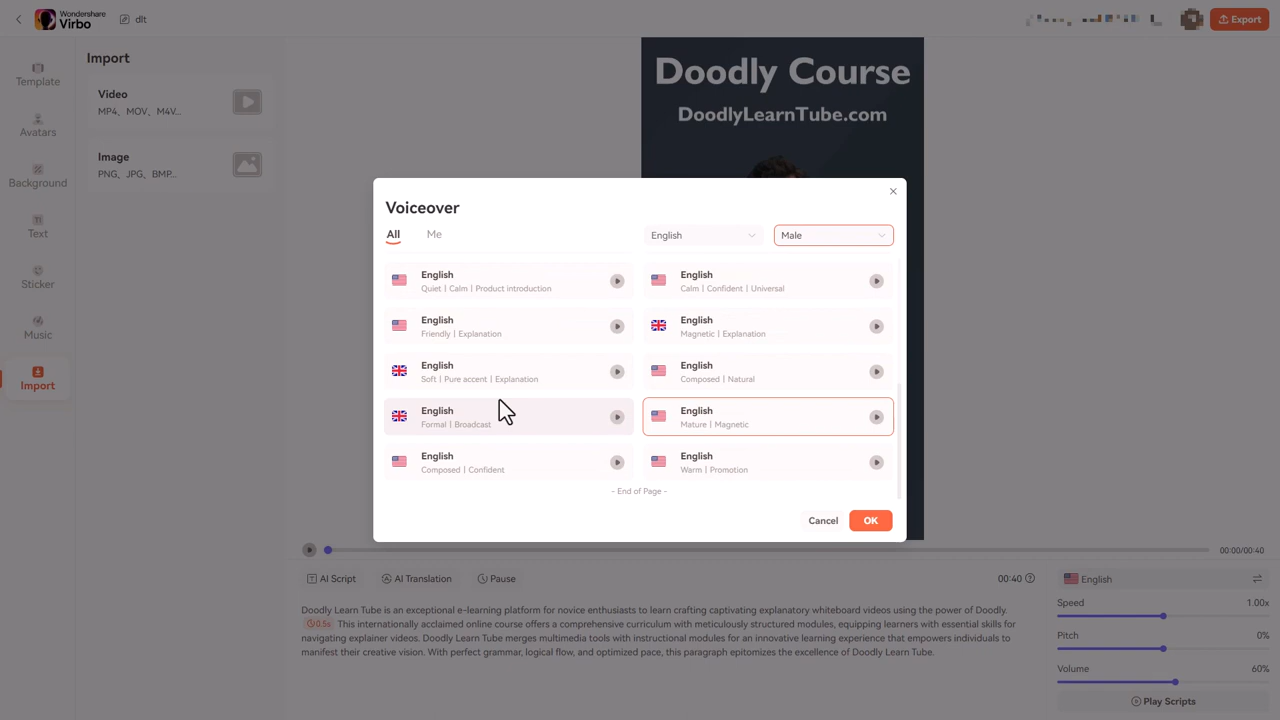 Wondershare
Virbo
dlt
Export
Template
Avatars
Background
Text
Sticker
Music
Import
Import
Video
MP4、MOV、M4V...
Image
PNG、JPG、BMP...
Doodly Course
DoodlyLearnTube.com
Voiceover
All
Me
English
Male
English
Quiet | Calm | Product introduction
English
Calm | Confident | Universal
English
Friendly | Explanation
English
Magnetic | Explanation
English
Soft | Pure accent | Explanation
English
Composed | Natural
English
Formal | Broadcast
English
Mature | Magnetic
English
Composed | Confident
English
Warm | Promotion
- End of Page -
Cancel
OK
00:00/00:40
AI Script
AI Translation
Pause
00:40
Doodly Learn Tube is an exceptional e-learning platform for novice enthusiasts to learn crafting captivating explanatory whiteboard videos using the power of Doodly.
0.5s This internationally acclaimed online course offers a comprehensive curriculum with meticulously structured modules, equipping learners with essential skills for
navigating explainer videos. Doodly Learn Tube merges multimedia tools with instructional modules for an innovative learning experience that empowers individuals to
manifest their creative vision. With perfect grammar, logical flow, and optimized pace, this paragraph epitomizes the excellence of Doodly Learn Tube.
English
Speed
1.00x
Pitch
0%
Volume
60%
Play Scripts